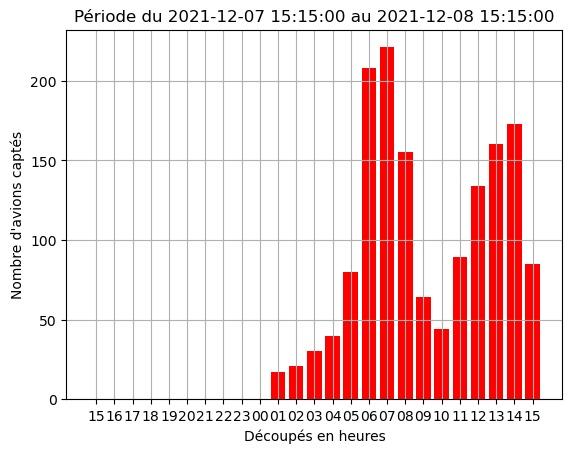 Période du 2021-12-07 15:15:00 au 2021-12-08 15:15:00
Nombre d'avions captés
200
150
100
50
0
15 16 17 18 19 20 21 22 23 00 01 02 03 04 05 06 07 08 09 10 11 12 13 14 15
Découpés en heures